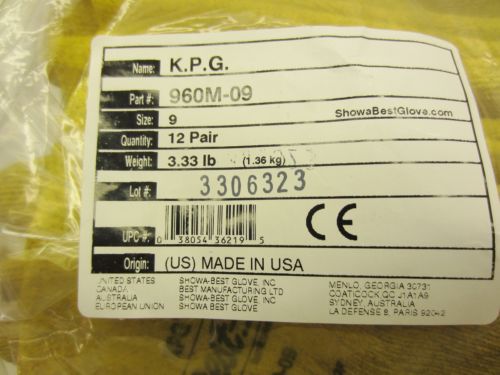 Name: K.P.G.
Part #: 960M-09
ShowaBestGlove.com
Size: 9
Quantity: 12 Pair
Weight: 3.33 lb (1.36 kg)
Lot #: 3306323
UPC #: 0 38054 36219 5
CE
Origin: (US) MADE IN USA
UNITED STATES SHOWA-BEST GLOVE, INC MENLO, GEORGIA 30731
CANADA BEST MANUFACTURING LTD COATICOOK,QC J1A1A9
AUSTRALIA SHOWA-BEST GLOVE, INC SYDNEY, AUSTRALIA
EUROPEAN UNION SHOWA-BEST GLOVE LA DEFENSE 8, PARIS 92042